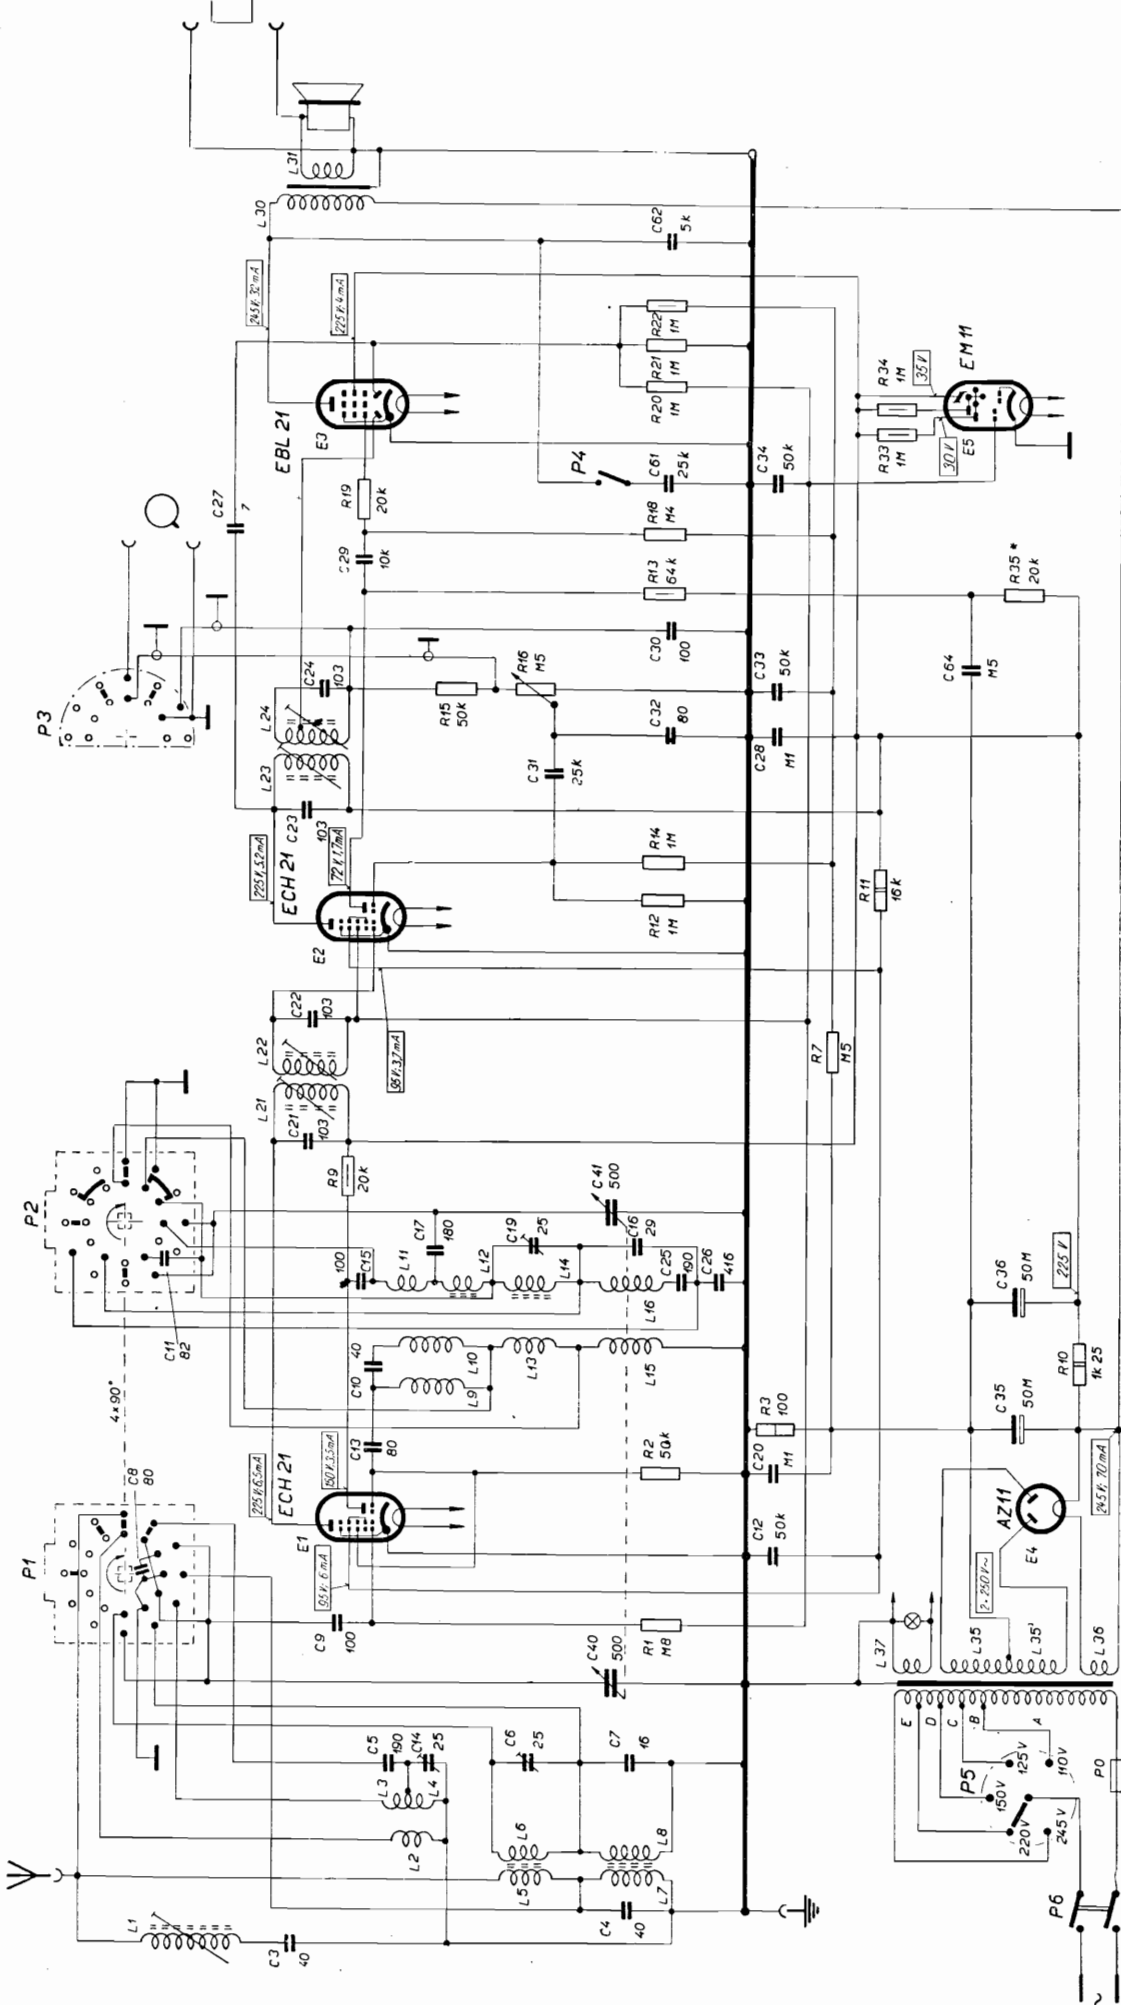 P1
P2
P3
4x90°
C8
80
C11
82
C27
7
L1
C3
40
L2
L3
L4
C5
190
C14
25
C6
25
C7
16
L5
L6
L7
L8
C4
40
C9
100
R1
M8
C40
500
E1
ECH 21
225V; 6,5mA
150V; 3,5mA
95V; 6mA
C13
80
C10
40
L9
L10
L13
L15
R2
50k
R3
100
C20
M1
C12
50k
C15
100
L11
C17
180
L12
C19
25
L14
C16
29
C41
500
L16
C25
190
C26
416
R9
20k
L21
L22
C21
103
C22
103
E2
ECH 21
225V; 5,2mA
72V; 1,7mA
95V; 3,7mA
L23
L24
C23
103
C24
103
R15
50k
R16
M5
C31
25k
C32
80
C30
100
R12
1M
R14
1M
R13
64k
R18
M4
C28
M1
C33
50k
C34
50k
C29
10k
R19
20k
E3
EBL 21
245V; 32mA
225V; 4mA
P4
C61
25k
R20
1M
R21
1M
R22
1M
C62
5k
L30
L31
R7
M5
R11
16k
C64
M5
R35*
20k
R33
1M
R34
1M
30V
35V
E5
EM 11
L37
L35
L35'
L36
2×250V~
E4
AZ11
245V; 70mA
C35
50M
C36
50M
R10
1k25
225V
E
D
C
B
A
P5
110V
125V
150V
220V
245V
P0
P6
~